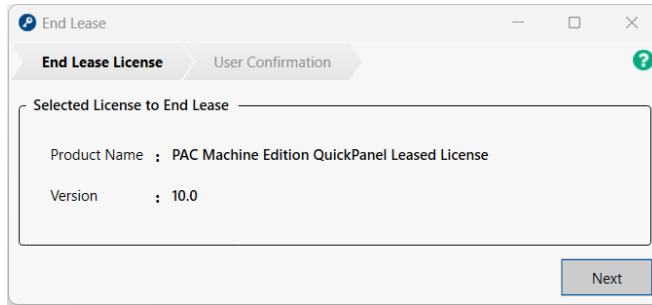 End Lease
End Lease License User Confirmation
?
Selected License to End Lease
Product Name : PAC Machine Edition QuickPanel Leased License
Version : 10.0
Next